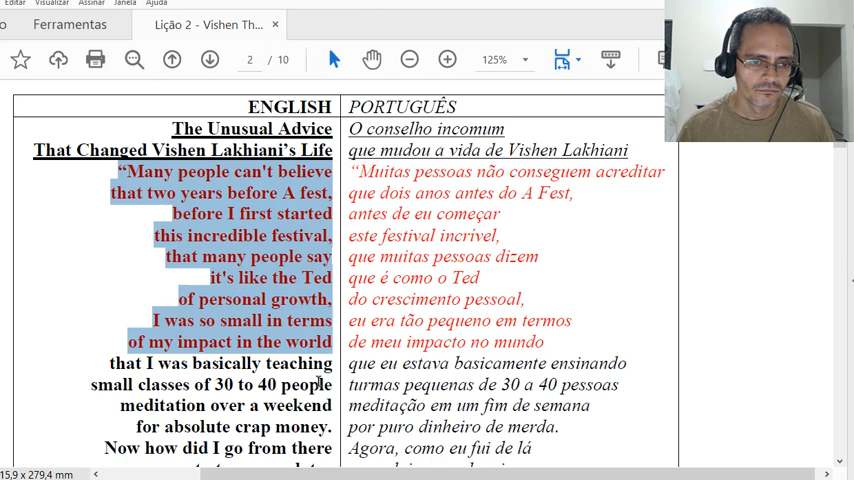 Editar Visualizar Assinar Janela Ajuda
Ferramentas Lição 2 - Vishen Th... ×
2 / 10 125%
ENGLISH PORTUGUÊS
The Unusual Advice O conselho incomum
That Changed Vishen Lakhiani's Life que mudou a vida de Vishen Lakhiani
“Many people can't believe “Muitas pessoas não conseguem acreditar
that two years before A fest, que dois anos antes do A Fest,
before I first started antes de eu começar
this incredible festival, este festival incrível,
that many people say que muitas pessoas dizem
it's like the Ted que é como o Ted
of personal growth, do crescimento pessoal,
I was so small in terms eu era tão pequeno em termos
of my impact in the world de meu impacto no mundo
that I was basically teaching que eu estava basicamente ensinando
small classes of 30 to 40 people turmas pequenas de 30 a 40 pessoas
meditation over a weekend meditação em um fim de semana
for absolute crap money. por puro dinheiro de merda.
Now how did I go from there Agora, como eu fui de lá
15,9 x 279,4 mm